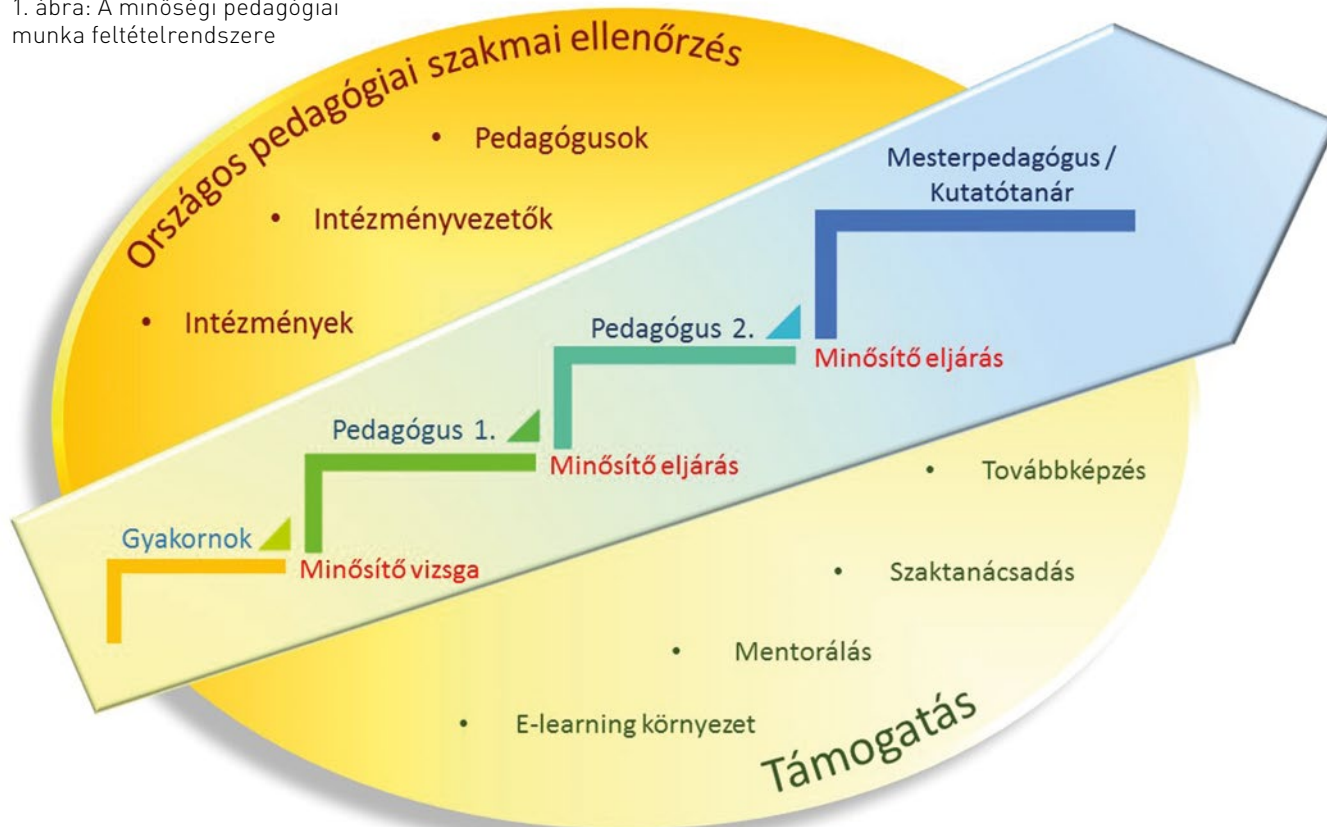 1. ábra: A minőségi pedagógiai
munka feltételrendszere
Országos pedagógiai szakmai ellenőrzés
• Pedagógusok
• Intézményvezetők
• Intézmények
Mesterpedagógus /
Kutatótanár
Pedagógus 2.
Minősítő eljárás
Pedagógus 1.
Minősítő eljárás
Gyakornok
Minősítő vizsga
• Továbbképzés
• Szaktanácsadás
• Mentorálás
• E-learning környezet
Támogatás